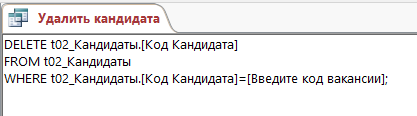 Удалить кандидата
DELETE t02_Кандидаты.[Код Кандидата]
FROM t02_Кандидаты
WHERE t02_Кандидаты.[Код Кандидата]=[Введите код вакансии];